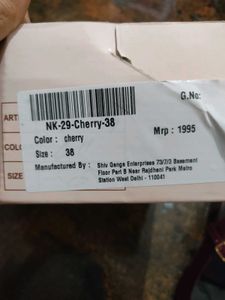 G.No:
ARTI
NK-29-Cherry-38
COLO
Color : cherry
Mrp : 1995
Size : 38
SIZE
Manufactured By : Shiv Ganga Enterprises 73/2/3 Basement
Floor Part B Near Rajdhani Park Metro
Station West Delhi - 110041